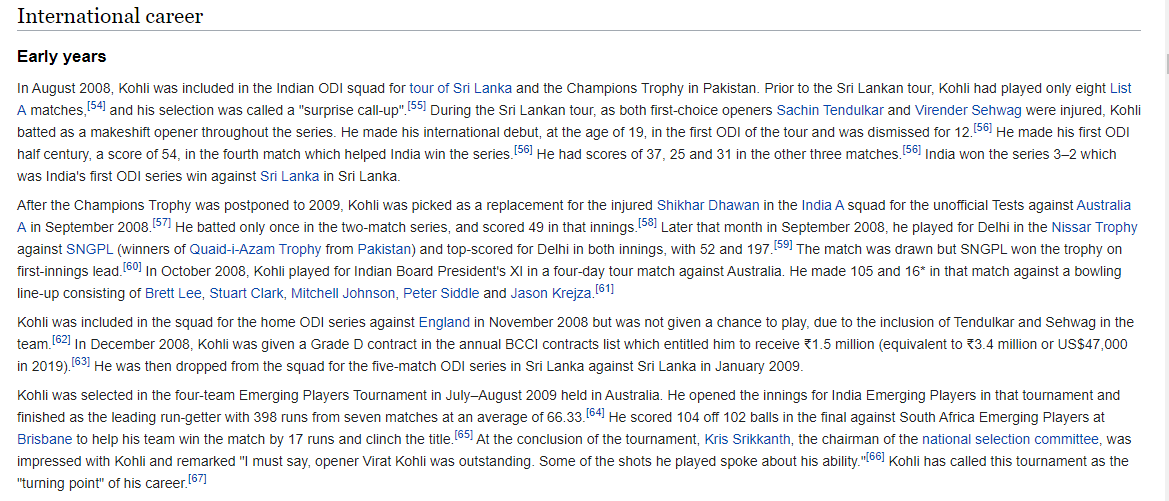 International career
Early years
In August 2008, Kohli was included in the Indian ODI squad for tour of Sri Lanka and the Champions Trophy in Pakistan. Prior to the Sri Lankan tour, Kohli had played only eight List
A matches,[54] and his selection was called a "surprise call-up".[55] During the Sri Lankan tour, as both first-choice openers Sachin Tendulkar and Virender Sehwag were injured, Kohli
batted as a makeshift opener throughout the series. He made his international debut, at the age of 19, in the first ODI of the tour and was dismissed for 12.[56] He made his first ODI
half century, a score of 54, in the fourth match which helped India win the series.[56] He had scores of 37, 25 and 31 in the other three matches.[56] India won the series 3–2 which
was India's first ODI series win against Sri Lanka in Sri Lanka.
After the Champions Trophy was postponed to 2009, Kohli was picked as a replacement for the injured Shikhar Dhawan in the India A squad for the unofficial Tests against Australia
A in September 2008.[57] He batted only once in the two-match series, and scored 49 in that innings.[58] Later that month in September 2008, he played for Delhi in the Nissar Trophy
against SNGPL (winners of Quaid-i-Azam Trophy from Pakistan) and top-scored for Delhi in both innings, with 52 and 197.[59] The match was drawn but SNGPL won the trophy on
first-innings lead.[60] In October 2008, Kohli played for Indian Board President's XI in a four-day tour match against Australia. He made 105 and 16* in that match against a bowling
line-up consisting of Brett Lee, Stuart Clark, Mitchell Johnson, Peter Siddle and Jason Krejza.[61]
Kohli was included in the squad for the home ODI series against England in November 2008 but was not given a chance to play, due to the inclusion of Tendulkar and Sehwag in the
team.[62] In December 2008, Kohli was given a Grade D contract in the annual BCCI contracts list which entitled him to receive ₹1.5 million (equivalent to ₹3.4 million or US$47,000
in 2019).[63] He was then dropped from the squad for the five-match ODI series in Sri Lanka against Sri Lanka in January 2009.
Kohli was selected in the four-team Emerging Players Tournament in July–August 2009 held in Australia. He opened the innings for India Emerging Players in that tournament and
finished as the leading run-getter with 398 runs from seven matches at an average of 66.33.[64] He scored 104 off 102 balls in the final against South Africa Emerging Players at
Brisbane to help his team win the match by 17 runs and clinch the title.[65] At the conclusion of the tournament, Kris Srikkanth, the chairman of the national selection committee, was
impressed with Kohli and remarked "I must say, opener Virat Kohli was outstanding. Some of the shots he played spoke about his ability."[66] Kohli has called this tournament as the
"turning point" of his career.[67]